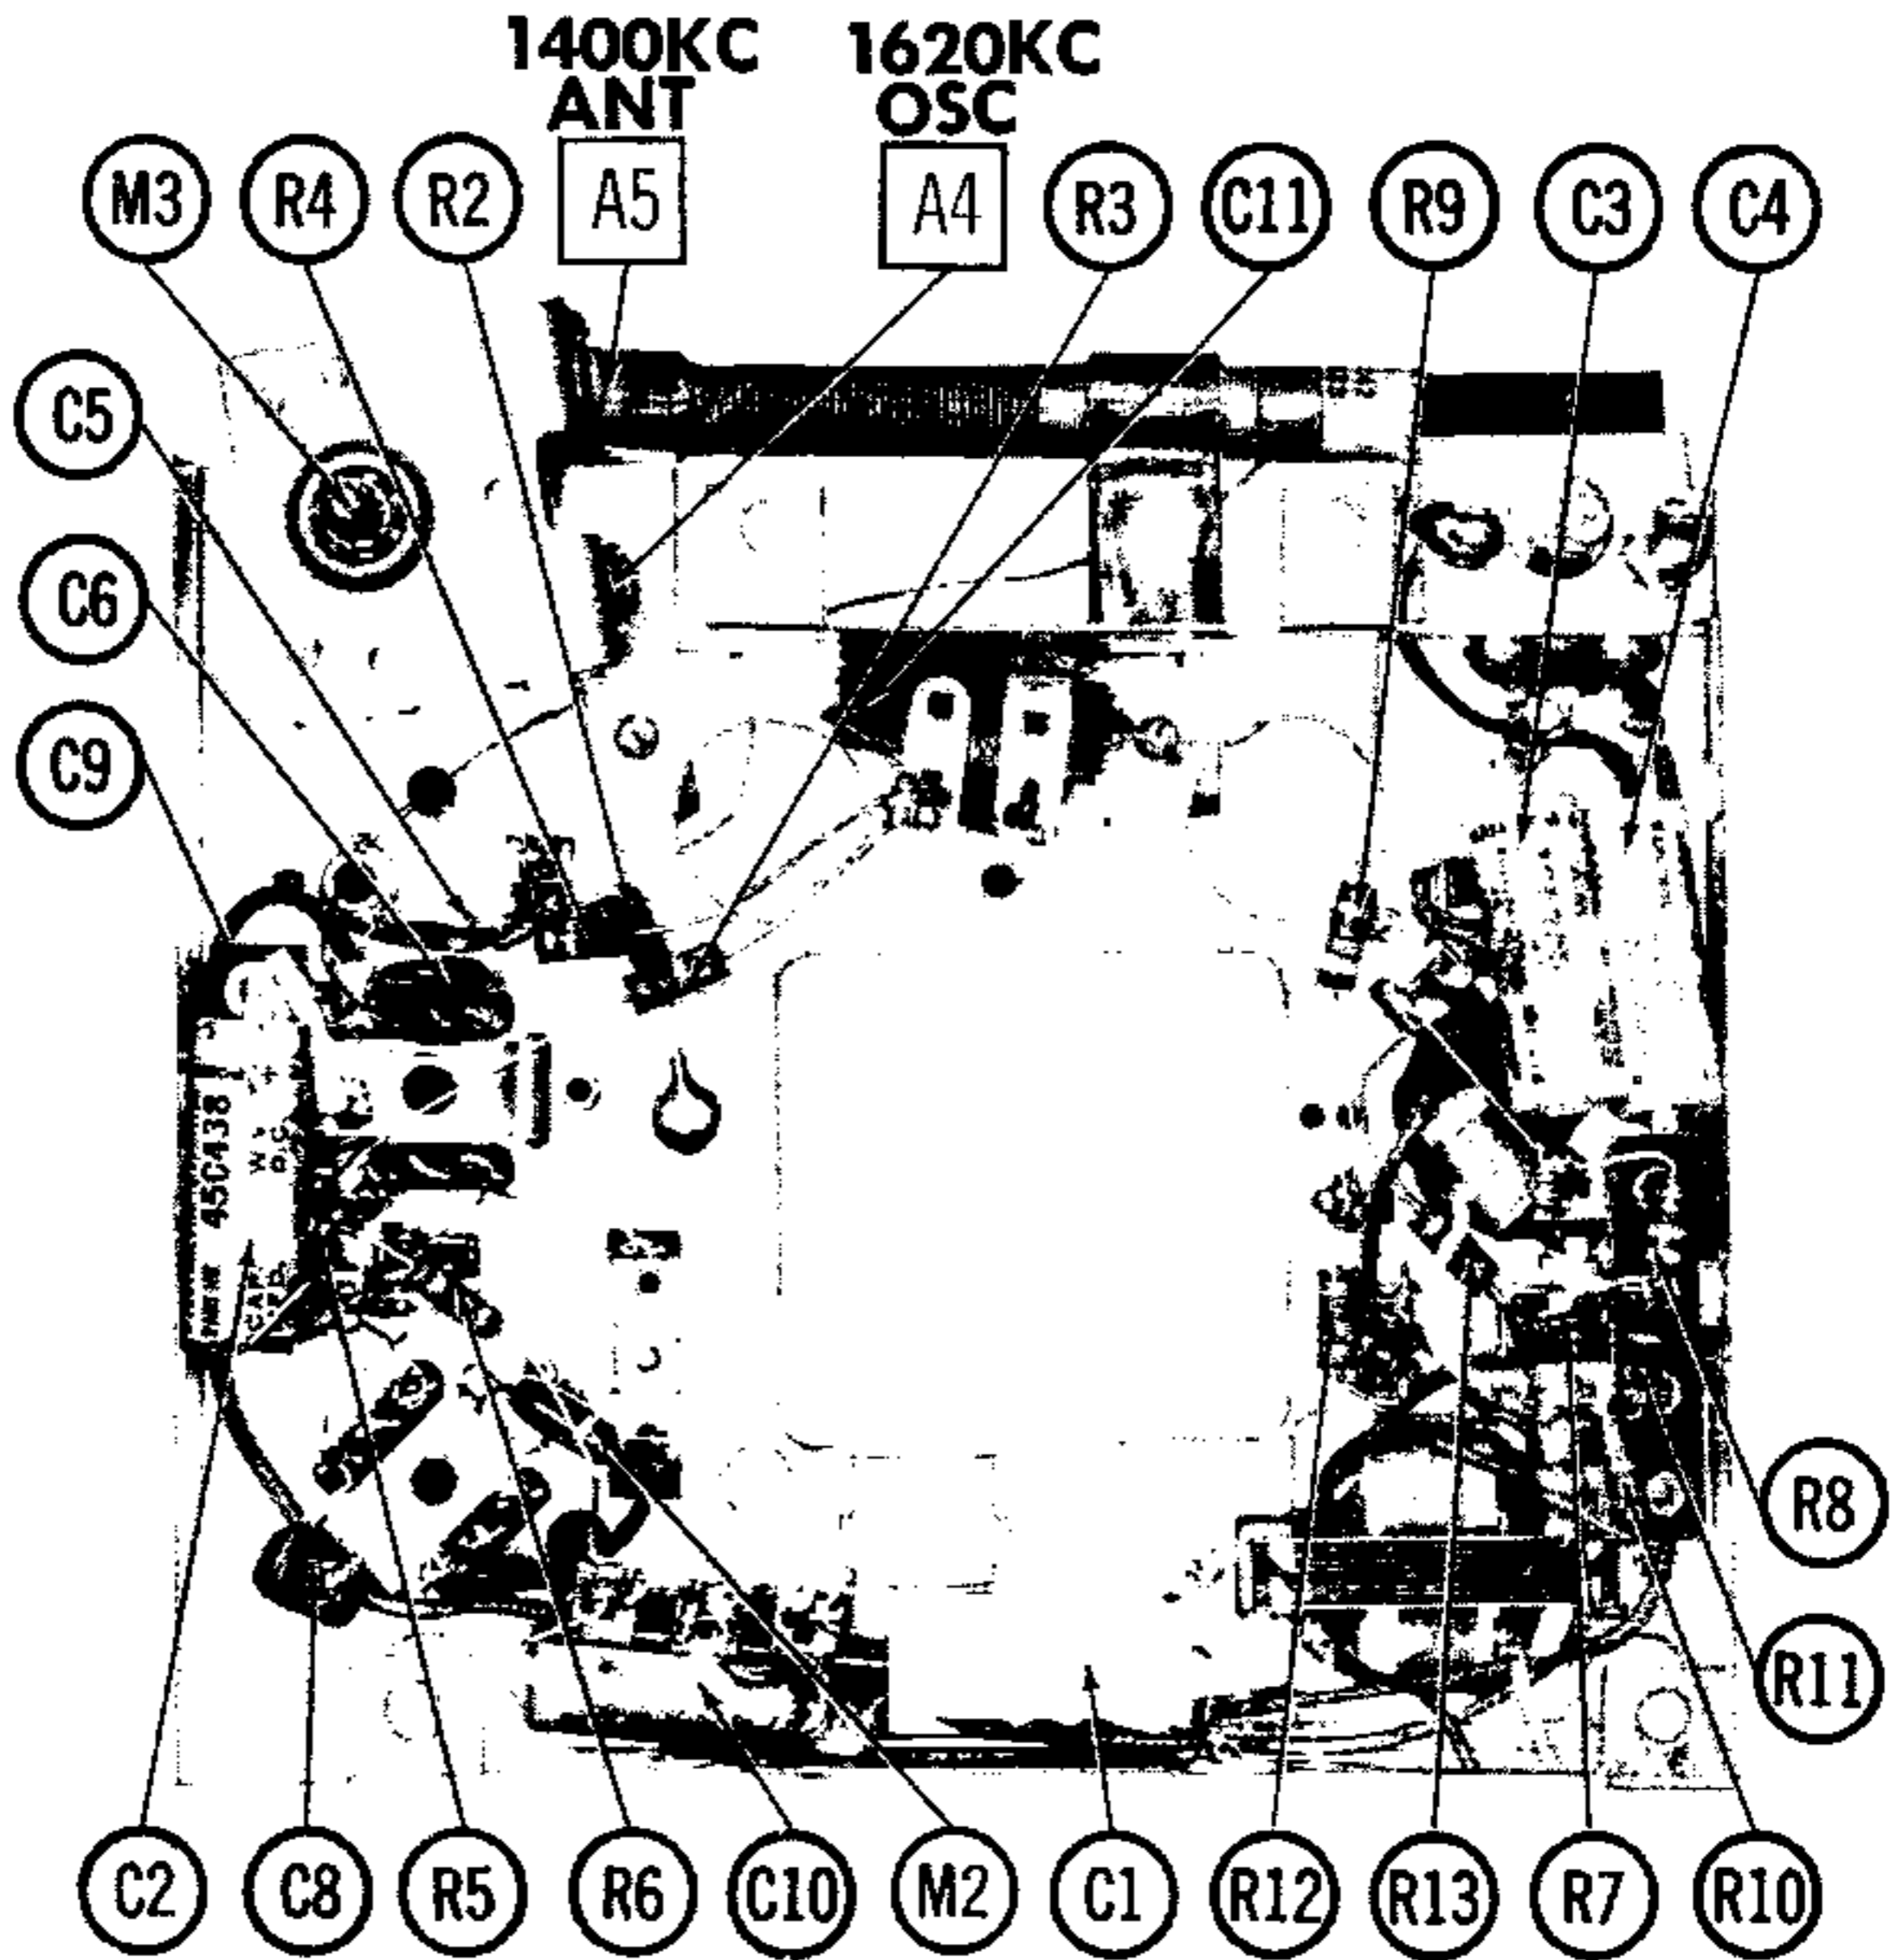 1400KC
ANT
1620KC
OSC
M3
R4
R2
A5
A4
R3
C11
R9
C3
C4
C5
C6
C9
45C438
R8
R11
C2
C8
R5
R6
C10
M2
C1
R12
R13
R7
R10